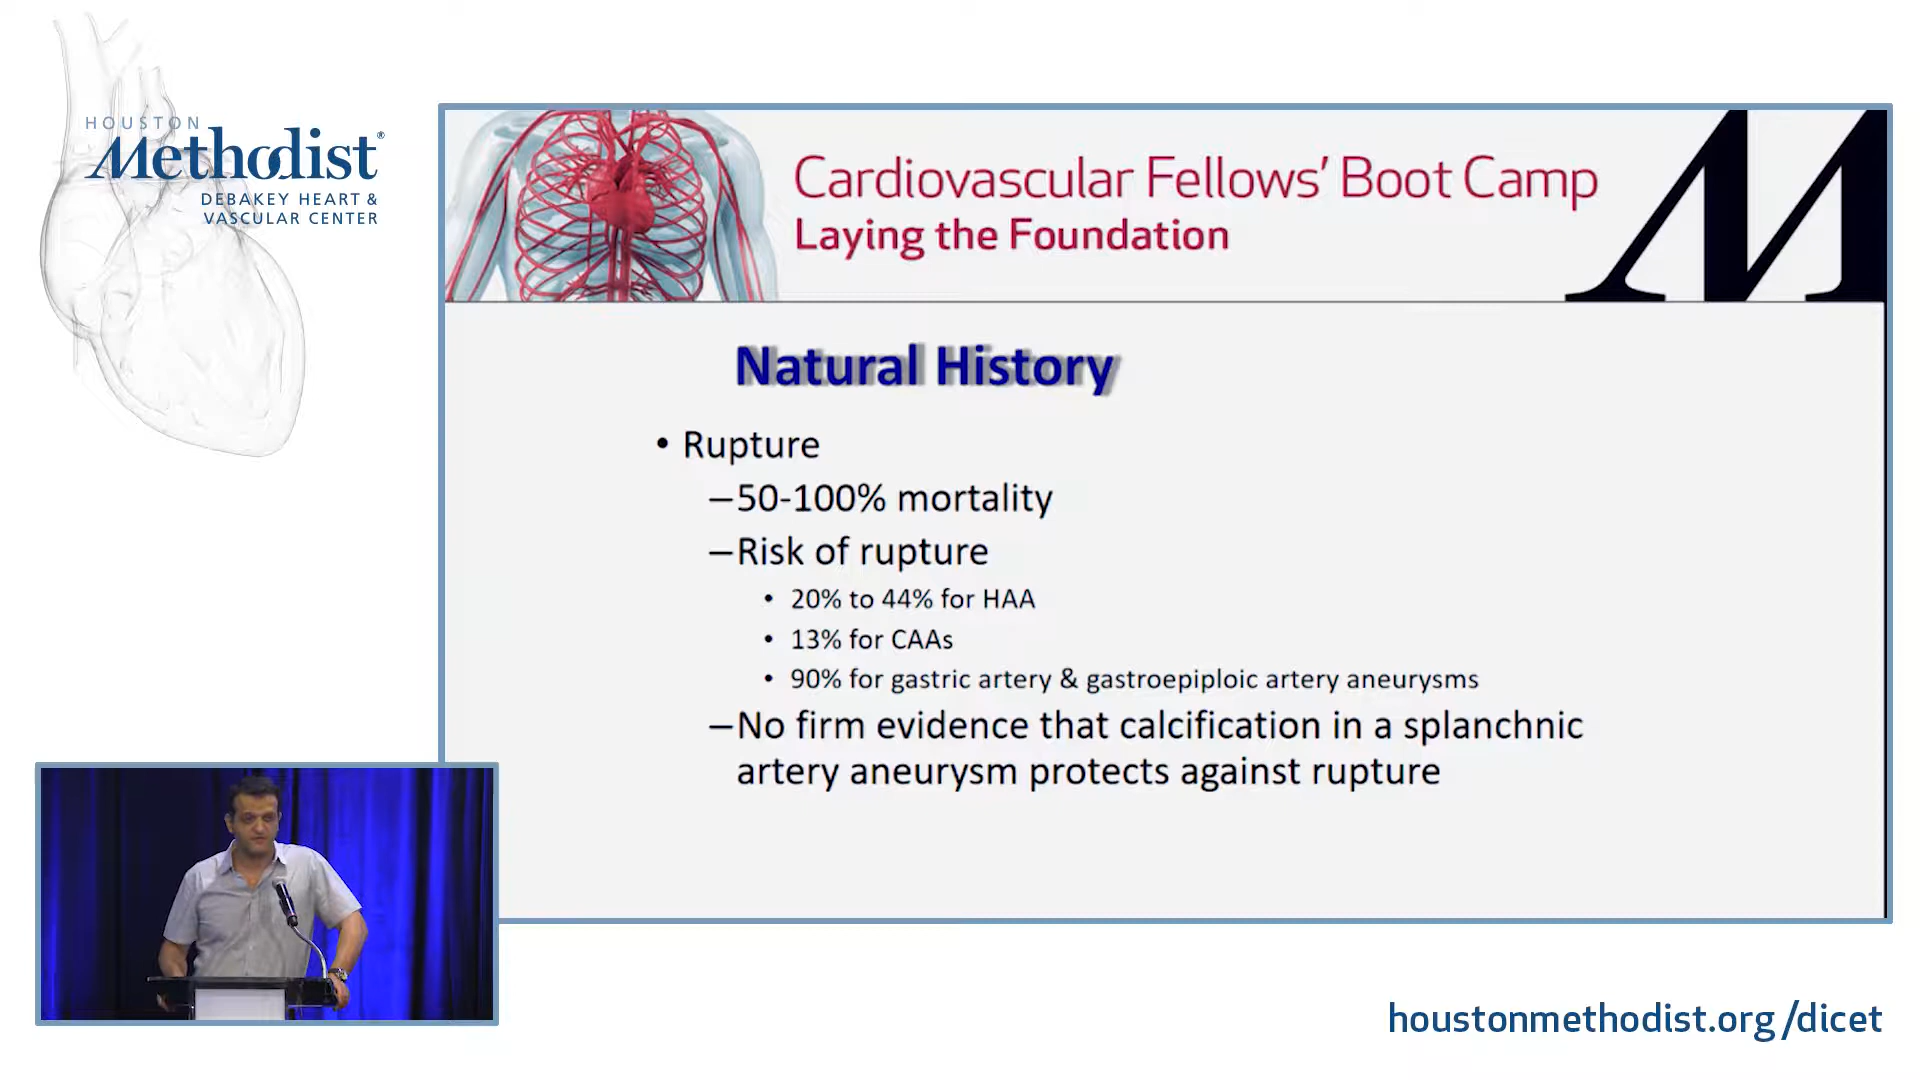 HOUSTON
Methodist®
DEBAKEY HEART &
VASCULAR CENTER
Cardiovascular Fellows' Boot Camp
Laying the Foundation
M
Natural History
• Rupture
–50-100% mortality
–Risk of rupture
• 20% to 44% for HAA
• 13% for CAAs
• 90% for gastric artery & gastroepiploic artery aneurysms
–No firm evidence that calcification in a splanchnic
artery aneurysm protects against rupture
houstonmethodist.org/dicet